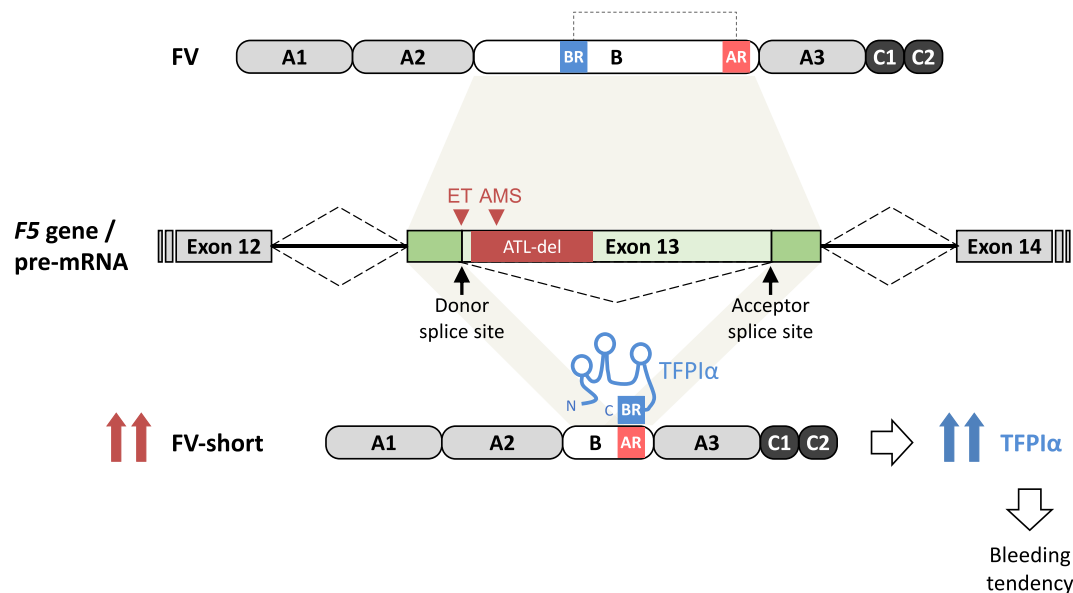 FV A1 A2 BR B AR A3 C1 C2
ET AMS
F5 gene /
pre-mRNA
Exon 12 ATL-del Exon 13 Exon 14
Donor
splice site
Acceptor
splice site
TFPIα
N C BR
FV-short A1 A2 B AR A3 C1 C2 TFPIα
Bleeding
tendency